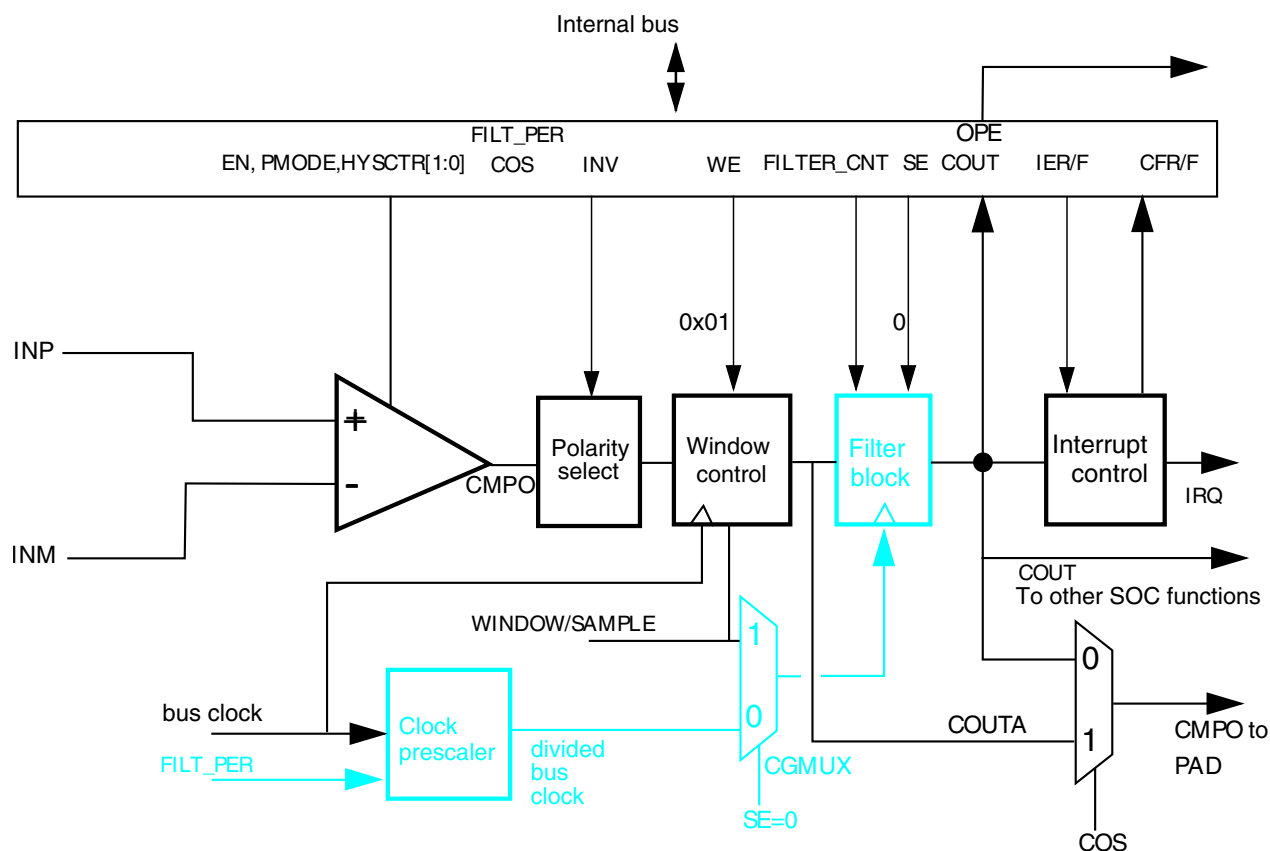 Internal bus
FILT_PER
OPE
EN, PMODE,HYSCTR[1:0]
COS
INV
WE
FILTER_CNT
SE
COUT
IER/F
CFR/F
0x01
0
INP
+
Polarity
select
Window
control
Filter
block
Interrupt
control
-
CMPO
IRQ
INM
COUT
To other SOC functions
WINDOW/SAMPLE
1
0
bus clock
Clock
prescaler
0
COUTA
1
CMPO to
PAD
FILT_PER
divided
bus
clock
CGMUX
SE=0
COS